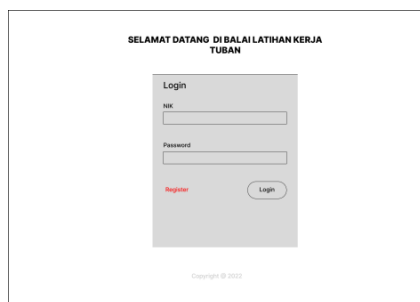 SELAMAT DATANG DI BALAI LATIHAN KERJA
TUBAN
Login
NIK
Password
Register
Login
Copyright © 2022